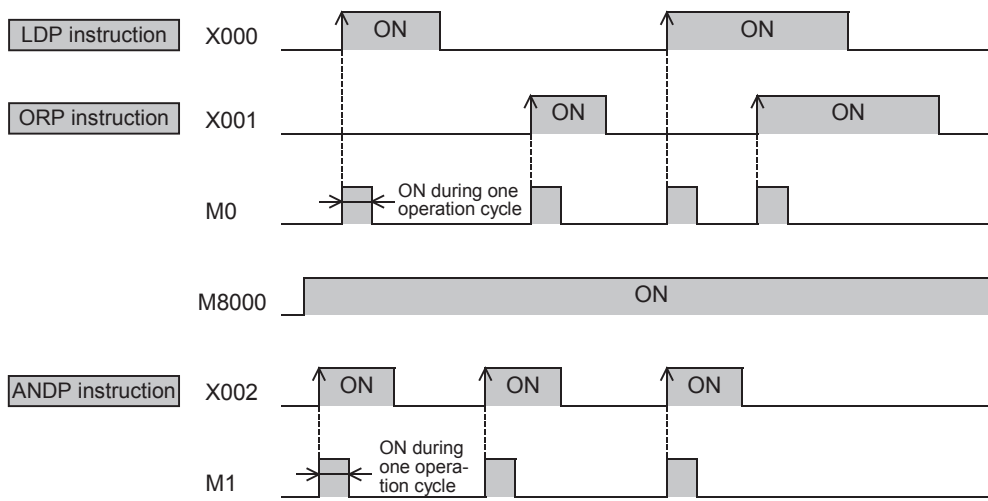 LDP instruction X000 ON ON
ORP instruction X001 ON ON
M0 ON during one
operation cycle
M8000 ON
ANDP instruction X002 ON ON ON
M1 ON during
one opera-
tion cycle